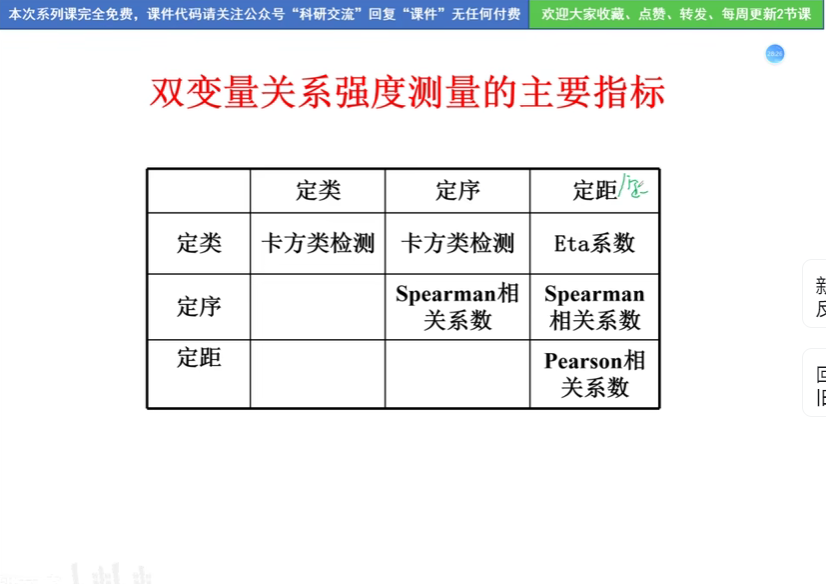 本次系列课完全免费，课件代码请关注公众号“科研交流”回复“课件”无任何付费
欢迎大家收藏、点赞、转发、每周更新2节课
双变量关系强度测量的主要指标
定类 定序 定距
定类 卡方类检测 卡方类检测 Eta系数
定序 Spearman相关系数 Spearman相关系数
定距 Pearson相关系数